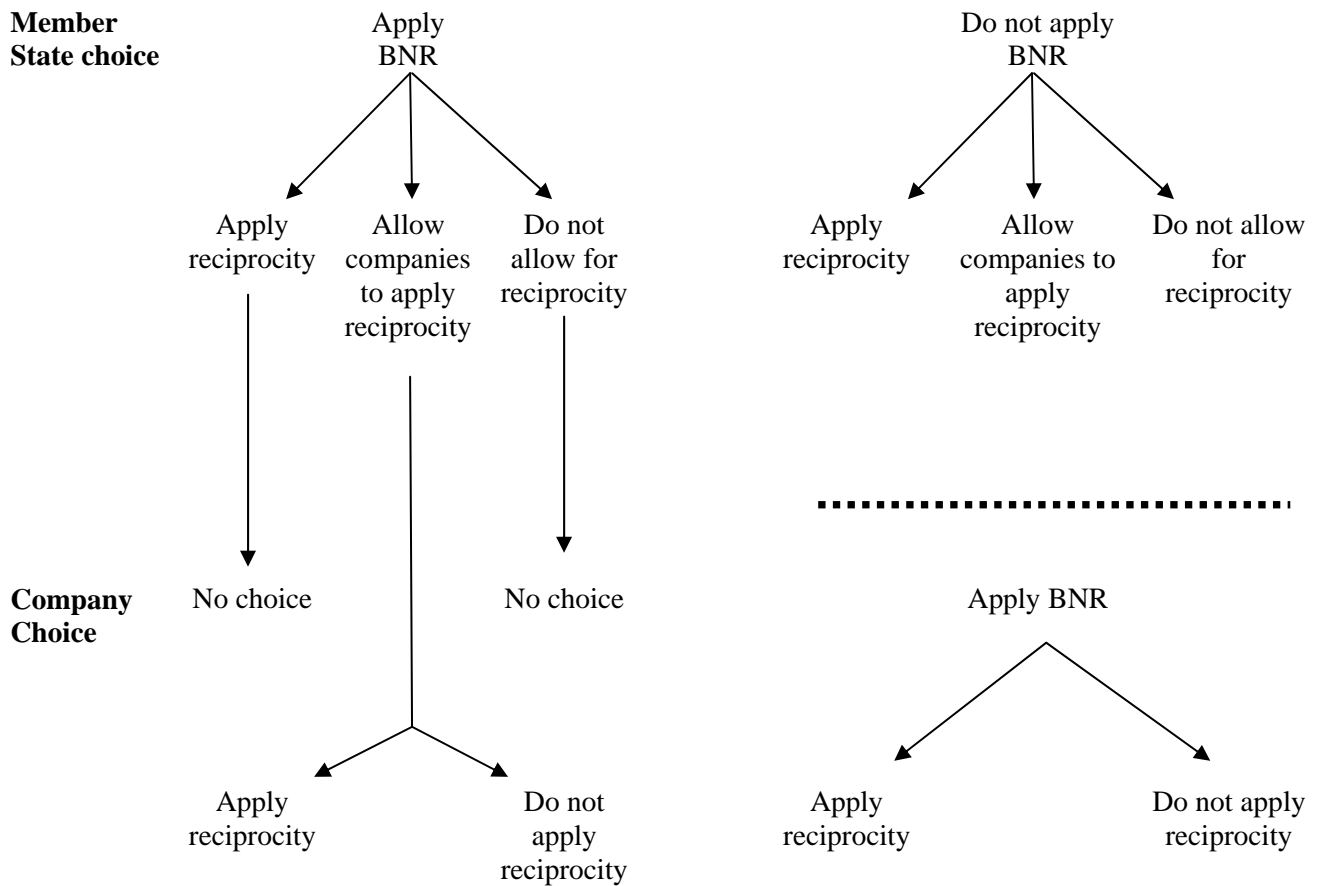 Member
State choice
Apply
BNR
Do not apply
BNR
Apply
reciprocity
Allow
companies
to apply
reciprocity
Do not
allow for
reciprocity
Apply
reciprocity
Allow
companies to
apply
reciprocity
Do not allow
for
reciprocity
Company
Choice
No choice
No choice
Apply BNR
Apply
reciprocity
Do not
apply
reciprocity
Apply
reciprocity
Do not apply
reciprocity